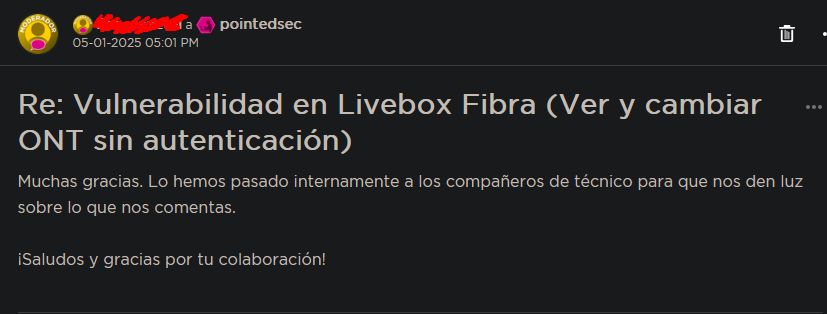 MODERADOR
a pointedsec
05-01-2025 05:01 PM
Re: Vulnerabilidad en Livebox Fibra (Ver y cambiar
ONT sin autenticación)
Muchas gracias. Lo hemos pasado internamente a los compañeros de técnico para que nos den luz
sobre lo que nos comentas.
¡Saludos y gracias por tu colaboración!